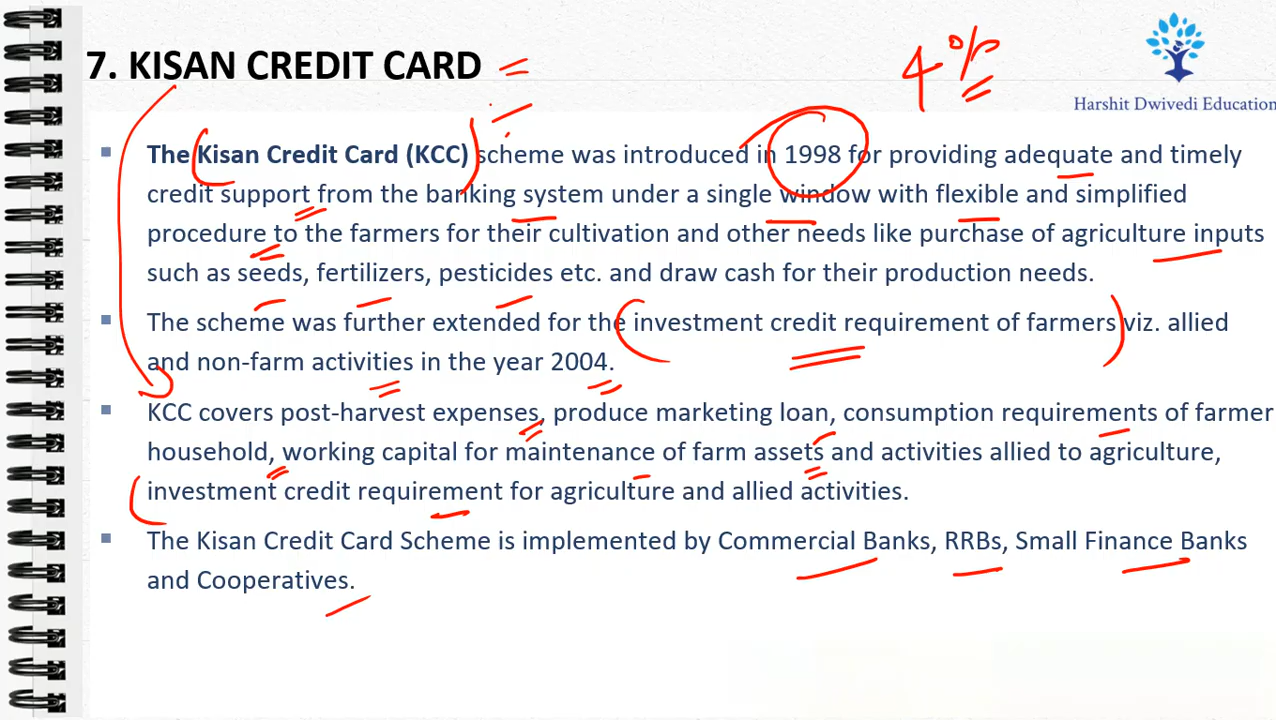 7. KISAN CREDIT CARD
4%
Harshit Dwivedi Education
The Kisan Credit Card (KCC) scheme was introduced in 1998 for providing adequate and timely
credit support from the banking system under a single window with flexible and simplified
procedure to the farmers for their cultivation and other needs like purchase of agriculture inputs
such as seeds, fertilizers, pesticides etc. and draw cash for their production needs.
The scheme was further extended for the investment credit requirement of farmers viz. allied
and non-farm activities in the year 2004.
KCC covers post-harvest expenses, produce marketing loan, consumption requirements of farmer
household, working capital for maintenance of farm assets and activities allied to agriculture,
investment credit requirement for agriculture and allied activities.
The Kisan Credit Card Scheme is implemented by Commercial Banks, RRBs, Small Finance Banks
and Cooperatives.